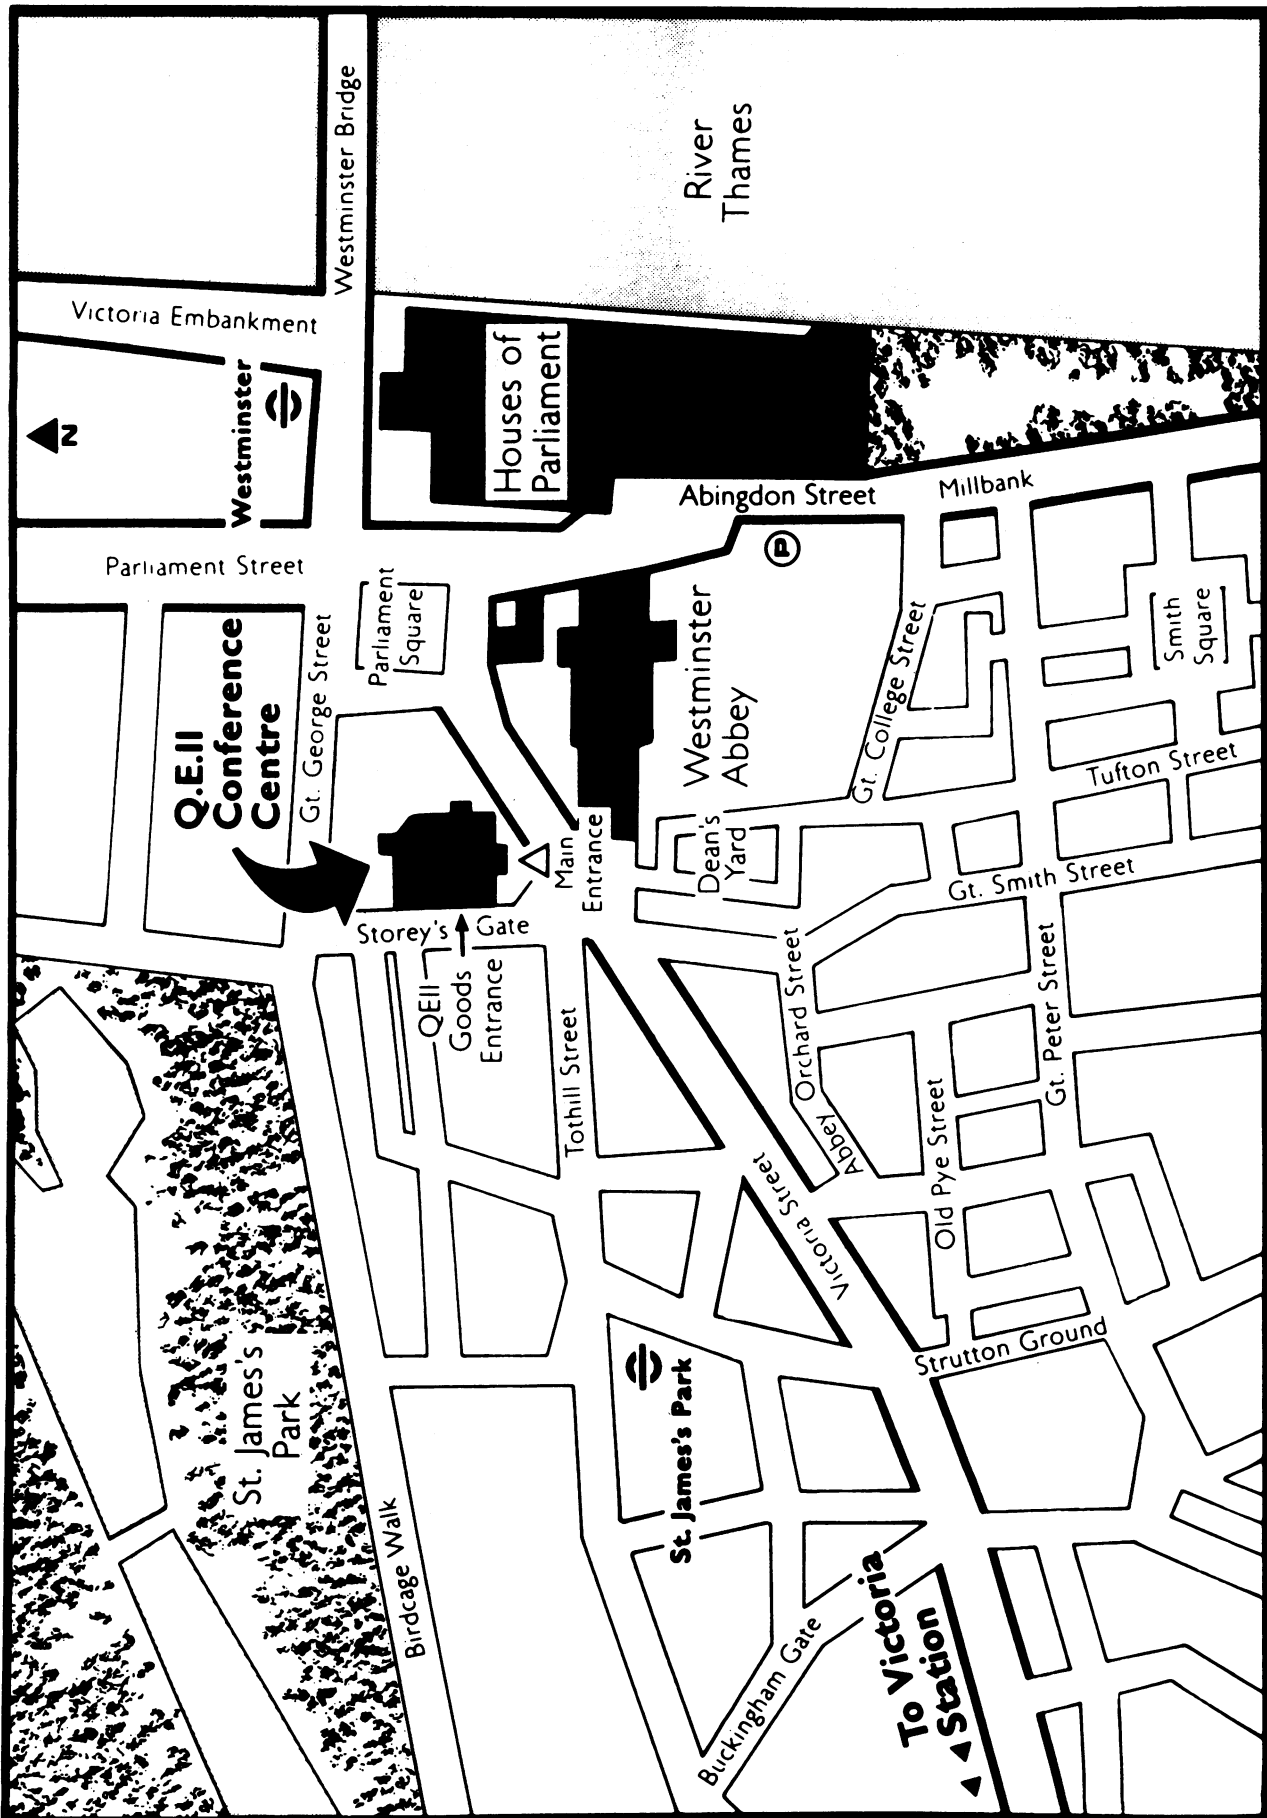 River
Thames
Westminster Bridge
Victoria Embankment
Westminster
N
Houses of
Parliament
Abingdon Street
Millbank
Parliament Street
P
Parliament
Square
Smith
Square
Q.E.II
Conference
Centre
Gt. George Street
Westminster
Abbey
Gt. College Street
Tufton Street
Main
Entrance
Dean's
Yard
Gt. Smith Street
Storey's Gate
QEII
Goods
Entrance
Tothill Street
Orchard Street
Gt. Peter Street
Abbey
Old Pye Street
Victoria Street
St. James's
Park
St. James's Park
Strutton Ground
Birdcage Walk
Buckingham Gate
To Victoria
Station